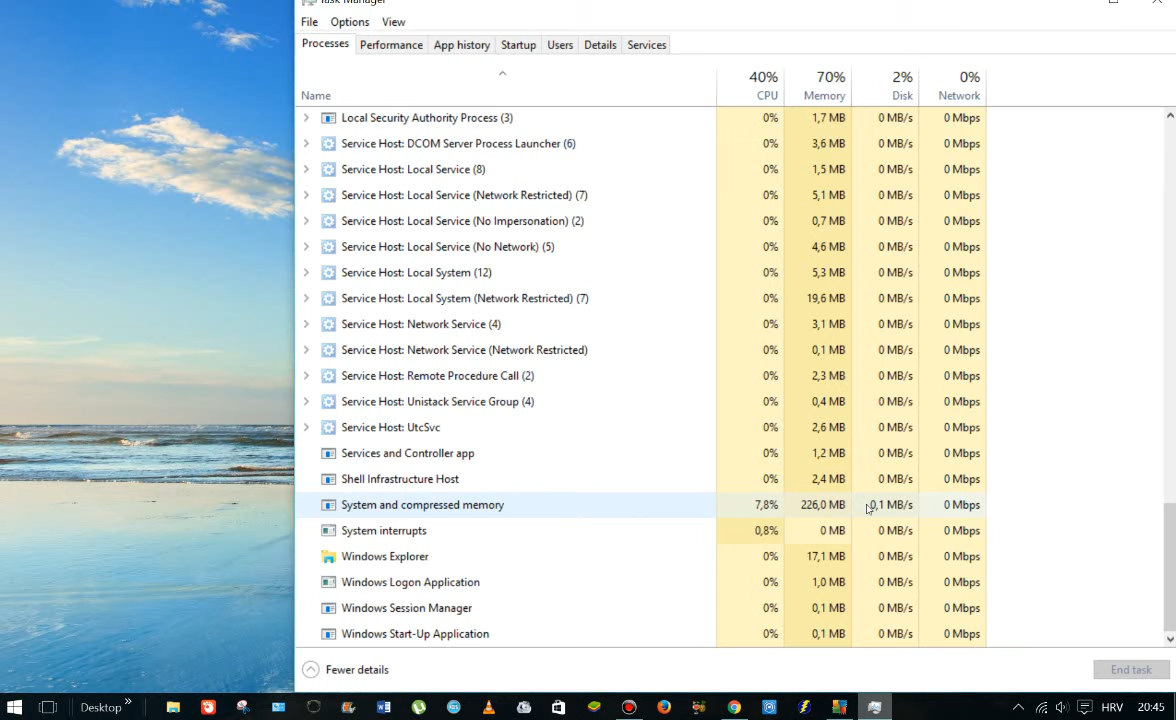 Task Manager
File Options View
Processes Performance App history Startup Users Details Services
40% 70% 2% 0%
Name CPU Memory Disk Network
Local Security Authority Process (3) 0% 1,7 MB 0 MB/s 0 Mbps
Service Host: DCOM Server Process Launcher (6) 0% 3,6 MB 0 MB/s 0 Mbps
Service Host: Local Service (8) 0% 1,5 MB 0 MB/s 0 Mbps
Service Host: Local Service (Network Restricted) (7) 0% 5,1 MB 0 MB/s 0 Mbps
Service Host: Local Service (No Impersonation) (2) 0% 0,7 MB 0 MB/s 0 Mbps
Service Host: Local Service (No Network) (5) 0% 4,6 MB 0 MB/s 0 Mbps
Service Host: Local System (12) 0% 5,3 MB 0 MB/s 0 Mbps
Service Host: Local System (Network Restricted) (7) 0% 19,6 MB 0 MB/s 0 Mbps
Service Host: Network Service (4) 0% 3,1 MB 0 MB/s 0 Mbps
Service Host: Network Service (Network Restricted) 0% 0,1 MB 0 MB/s 0 Mbps
Service Host: Remote Procedure Call (2) 0% 2,3 MB 0 MB/s 0 Mbps
Service Host: Unistack Service Group (4) 0% 0,4 MB 0 MB/s 0 Mbps
Service Host: UtcSvc 0% 2,6 MB 0 MB/s 0 Mbps
Services and Controller app 0% 1,2 MB 0 MB/s 0 Mbps
Shell Infrastructure Host 0% 2,4 MB 0 MB/s 0 Mbps
System and compressed memory 7,8% 226,0 MB 0,1 MB/s 0 Mbps
System interrupts 0,8% 0 MB 0 MB/s 0 Mbps
Windows Explorer 0% 17,1 MB 0 MB/s 0 Mbps
Windows Logon Application 0% 1,0 MB 0 MB/s 0 Mbps
Windows Session Manager 0% 0,1 MB 0 MB/s 0 Mbps
Windows Start-Up Application 0% 0,1 MB 0 MB/s 0 Mbps
Fewer details End task
Desktop HRV 20:45